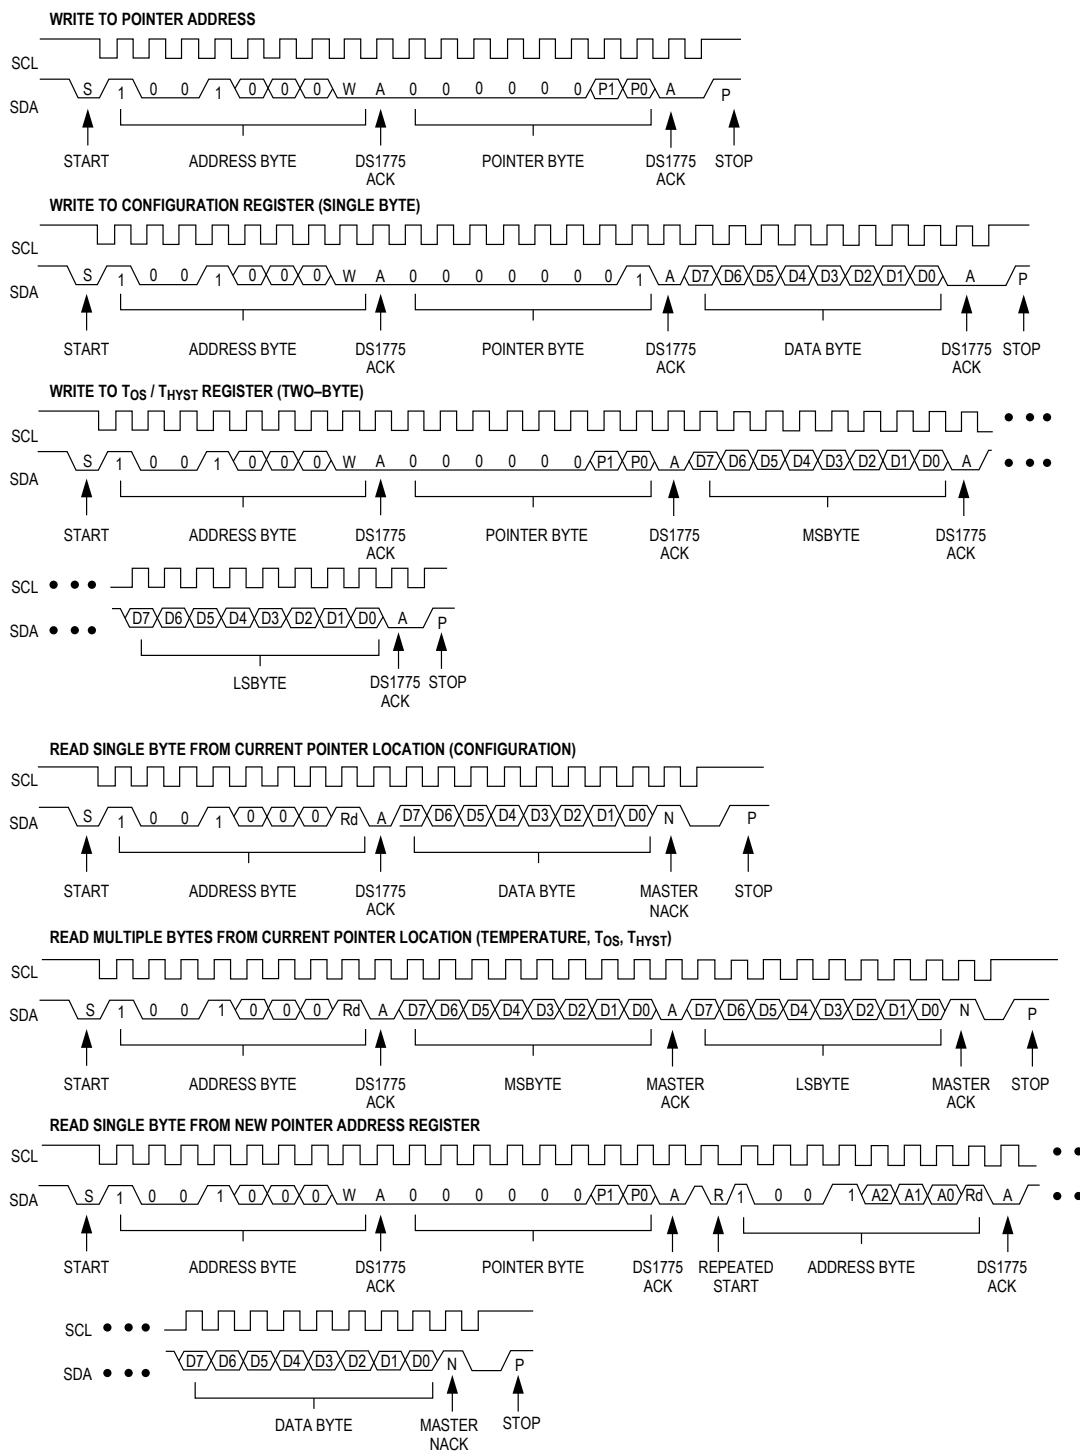 WRITE TO POINTER ADDRESS
SCL
SDA S 1 0 0 1 0 0 0 W A 0 0 0 0 0 0 P1 P0 A P
START ADDRESS BYTE DS1775 ACK POINTER BYTE DS1775 ACK STOP
WRITE TO CONFIGURATION REGISTER (SINGLE BYTE)
SCL
SDA S 1 0 0 1 0 0 0 W A 0 0 0 0 0 0 0 1 A D7 D6 D5 D4 D3 D2 D1 D0 A P
START ADDRESS BYTE DS1775 ACK POINTER BYTE DS1775 ACK DATA BYTE DS1775 ACK STOP
WRITE TO TOS / THYST REGISTER (TWO–BYTE)
SCL
SDA S 1 0 0 1 0 0 0 W A 0 0 0 0 0 0 P1 P0 A D7 D6 D5 D4 D3 D2 D1 D0 A
START ADDRESS BYTE DS1775 ACK POINTER BYTE DS1775 ACK MSBYTE DS1775 ACK
SCL
SDA D7 D6 D5 D4 D3 D2 D1 D0 A P
LSBYTE DS1775 ACK STOP
READ SINGLE BYTE FROM CURRENT POINTER LOCATION (CONFIGURATION)
SCL
SDA S 1 0 0 1 0 0 0 Rd A D7 D6 D5 D4 D3 D2 D1 D0 N P
START ADDRESS BYTE DS1775 ACK DATA BYTE MASTER NACK STOP
READ MULTIPLE BYTES FROM CURRENT POINTER LOCATION (TEMPERATURE, TOS, THYST)
SCL
SDA S 1 0 0 1 0 0 0 Rd A D7 D6 D5 D4 D3 D2 D1 D0 A D7 D6 D5 D4 D3 D2 D1 D0 N P
START ADDRESS BYTE DS1775 ACK MSBYTE MASTER ACK LSBYTE MASTER ACK STOP
READ SINGLE BYTE FROM NEW POINTER ADDRESS REGISTER
SCL
SDA S 1 0 0 1 0 0 0 W A 0 0 0 0 0 0 P1 P0 A R 1 0 0 1 A2 A1 A0 Rd A
START ADDRESS BYTE DS1775 ACK POINTER BYTE DS1775 ACK REPEATED START ADDRESS BYTE DS1775 ACK
SCL
SDA D7 D6 D5 D4 D3 D2 D1 D0 N P
DATA BYTE MASTER NACK STOP